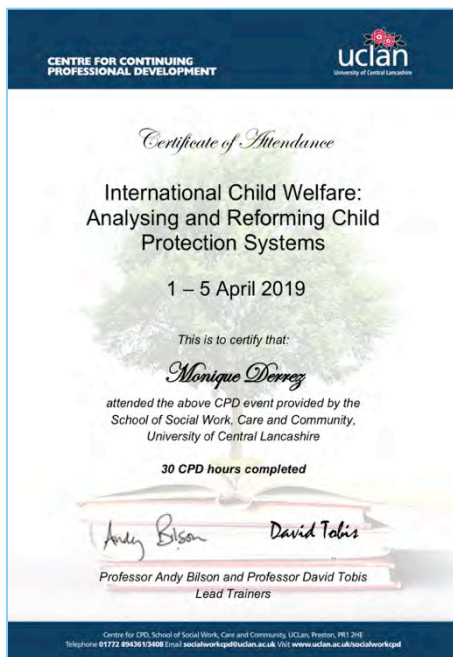 CENTRE FOR CONTINUING
PROFESSIONAL DEVELOPMENT
uclan
University of Central Lancashire
Certificate of Attendance
International Child Welfare:
Analysing and Reforming Child
Protection Systems
1 – 5 April 2019
This is to certify that:
Monique Derrez
attended the above CPD event provided by the
School of Social Work, Care and Community,
University of Central Lancashire
30 CPD hours completed
Andy Bilson
David Tobis
Professor Andy Bilson and Professor David Tobis
Lead Trainers
Centre for CPD, School of Social Work, Care and Community, UCLan, Preston, PR1 2HE
Telephone 01772 894361/3408 Email socialworkcpd@uclan.ac.uk Visit www.uclan.ac.uk/socialworkcpd